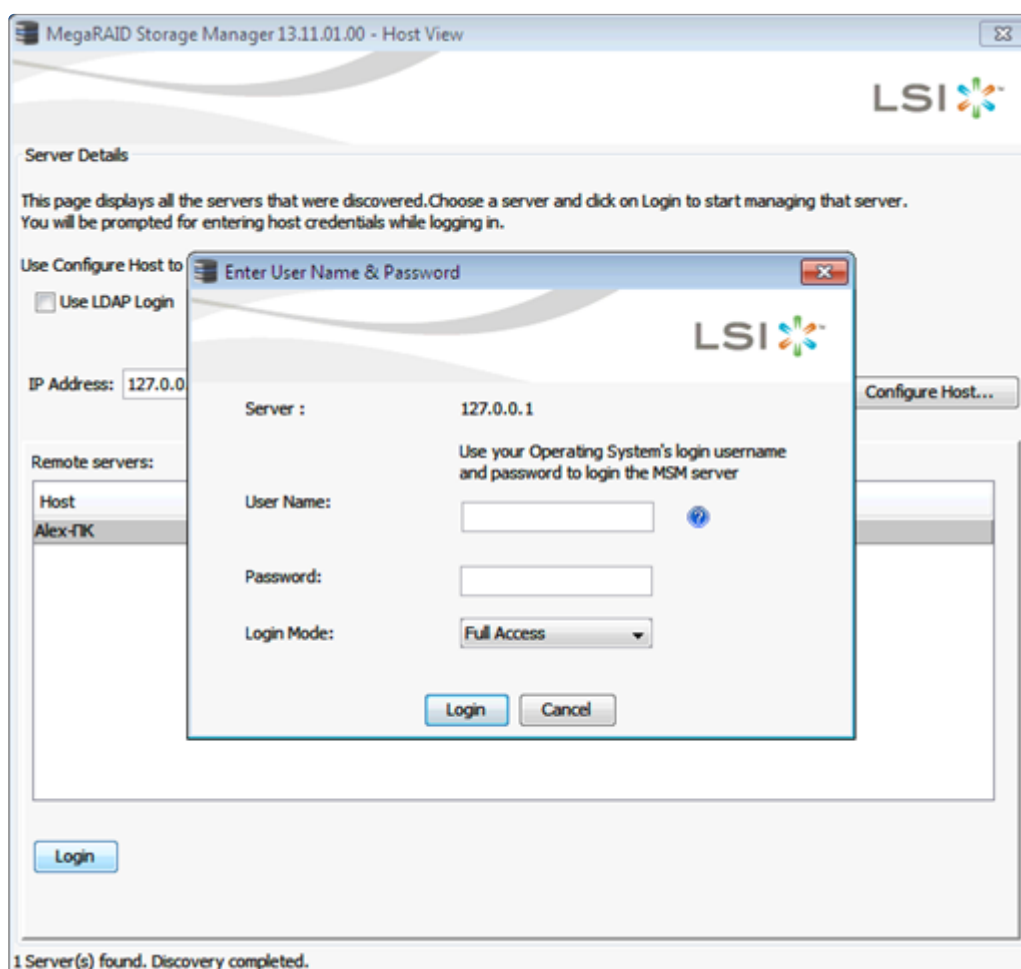 MegaRAID Storage Manager 13.11.01.00 - Host View
LSI
Server Details
This page displays all the servers that were discovered.Choose a server and click on Login to start managing that server.
You will be prompted for entering host credentials while logging in.
Use Configure Host to
Use LDAP Login
IP Address: 127.0.0
Configure Host...
Remote servers:
Host
Alex-ПК
Enter User Name & Password
LSI
Server : 127.0.0.1
Use your Operating System's login username
and password to login the MSM server
User Name:
Password:
Login Mode: Full Access
Login Cancel
Login
1 Server(s) found. Discovery completed.